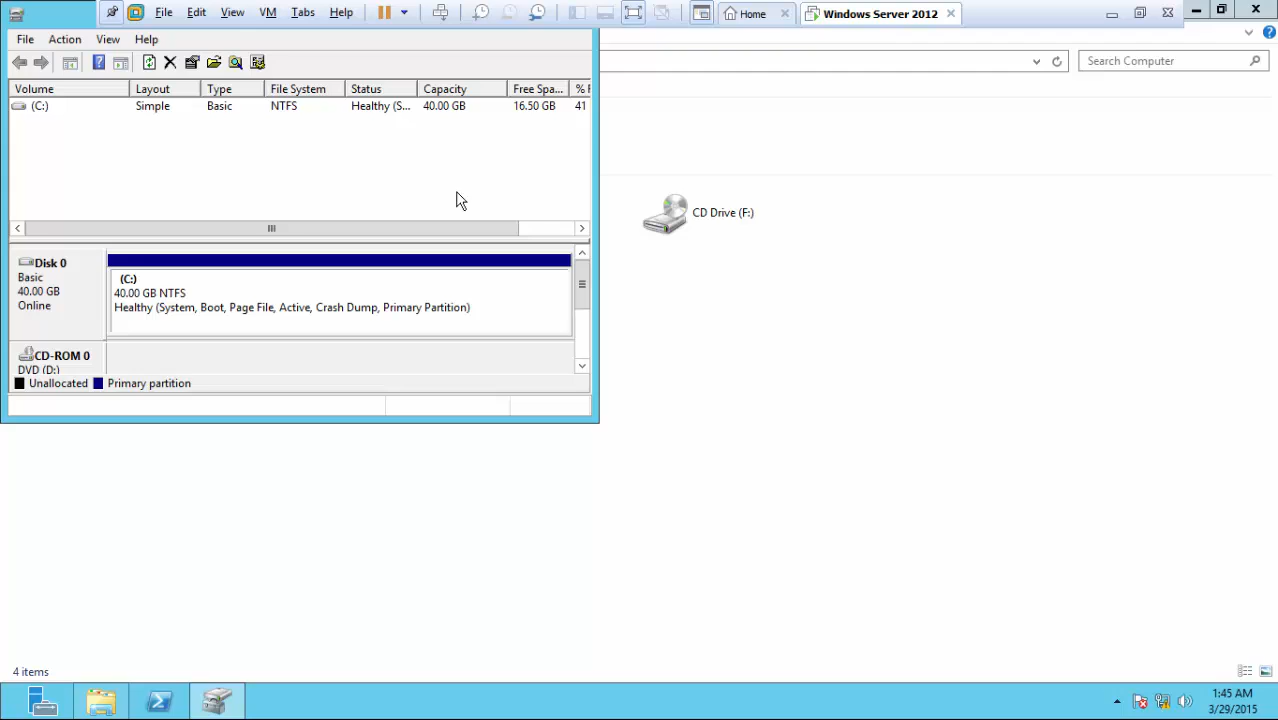 File Edit View VM Tabs Help Home Windows Server 2012
File Action View Help
Search Computer
Volume Layout Type File System Status Capacity Free Spa... % F
(C:) Simple Basic NTFS Healthy (S... 40.00 GB 16.50 GB 41
CD Drive (F:)
Disk 0
Basic
40.00 GB
Online
(C:)
40.00 GB NTFS
Healthy (System, Boot, Page File, Active, Crash Dump, Primary Partition)
CD-ROM 0
DVD (D:)
Unallocated Primary partition
4 items
1:45 AM
3/29/2015